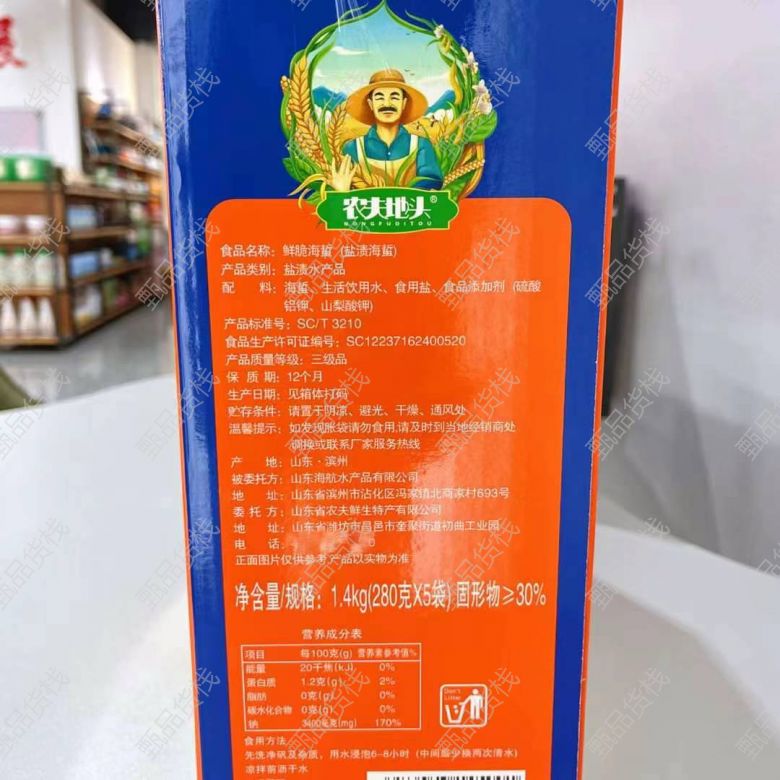 农夫地头®
NONGFUDITOU
食品名称：鲜脆海蜇 (盐渍海蜇)
产品类别：盐渍水产品
配 料：海蜇、生活饮用水、食用盐、食品添加剂 (硫酸
铝钾、山梨酸钾)
产品标准号：SC/T 3210
食品生产许可证编号：SC12237162400520
产品质量等级：三级品
保 质 期：12个月
生产日期：见箱体打码
贮存条件：请置于阴凉、避光、干燥、通风处
温馨提示：如发现胀袋请勿食用,请及时到当地经销商处
调换或联系厂家服务热线
产 地：山东·滨州
被委托方：山东海航水产品有限公司
地 址：山东省滨州市沾化区冯家镇北商家村693号
委 托 方：山东省农夫鲜生特产有限公司
地 址：山东省潍坊市昌邑市奎聚街道初曲工业园
电 话：
正面图片仅供参考 产品以实物为准
净含量/规格：1.4kg(280克X5袋) 固形物≥30%
营养成分表
项目 每100克(g) 营养素参考值%
能量 20千焦(kJ) 0%
蛋白质 1.2克(g) 2%
脂肪 0克(g) 0%
碳水化合物 0克(g) 0%
钠 3400毫克(mg) 170%
Don't
Litter
食用方法：
先洗净矾及杂质，用水浸泡6-8小时 (中间最少换两次清水)
凉拌前沥干水
甄品货栈